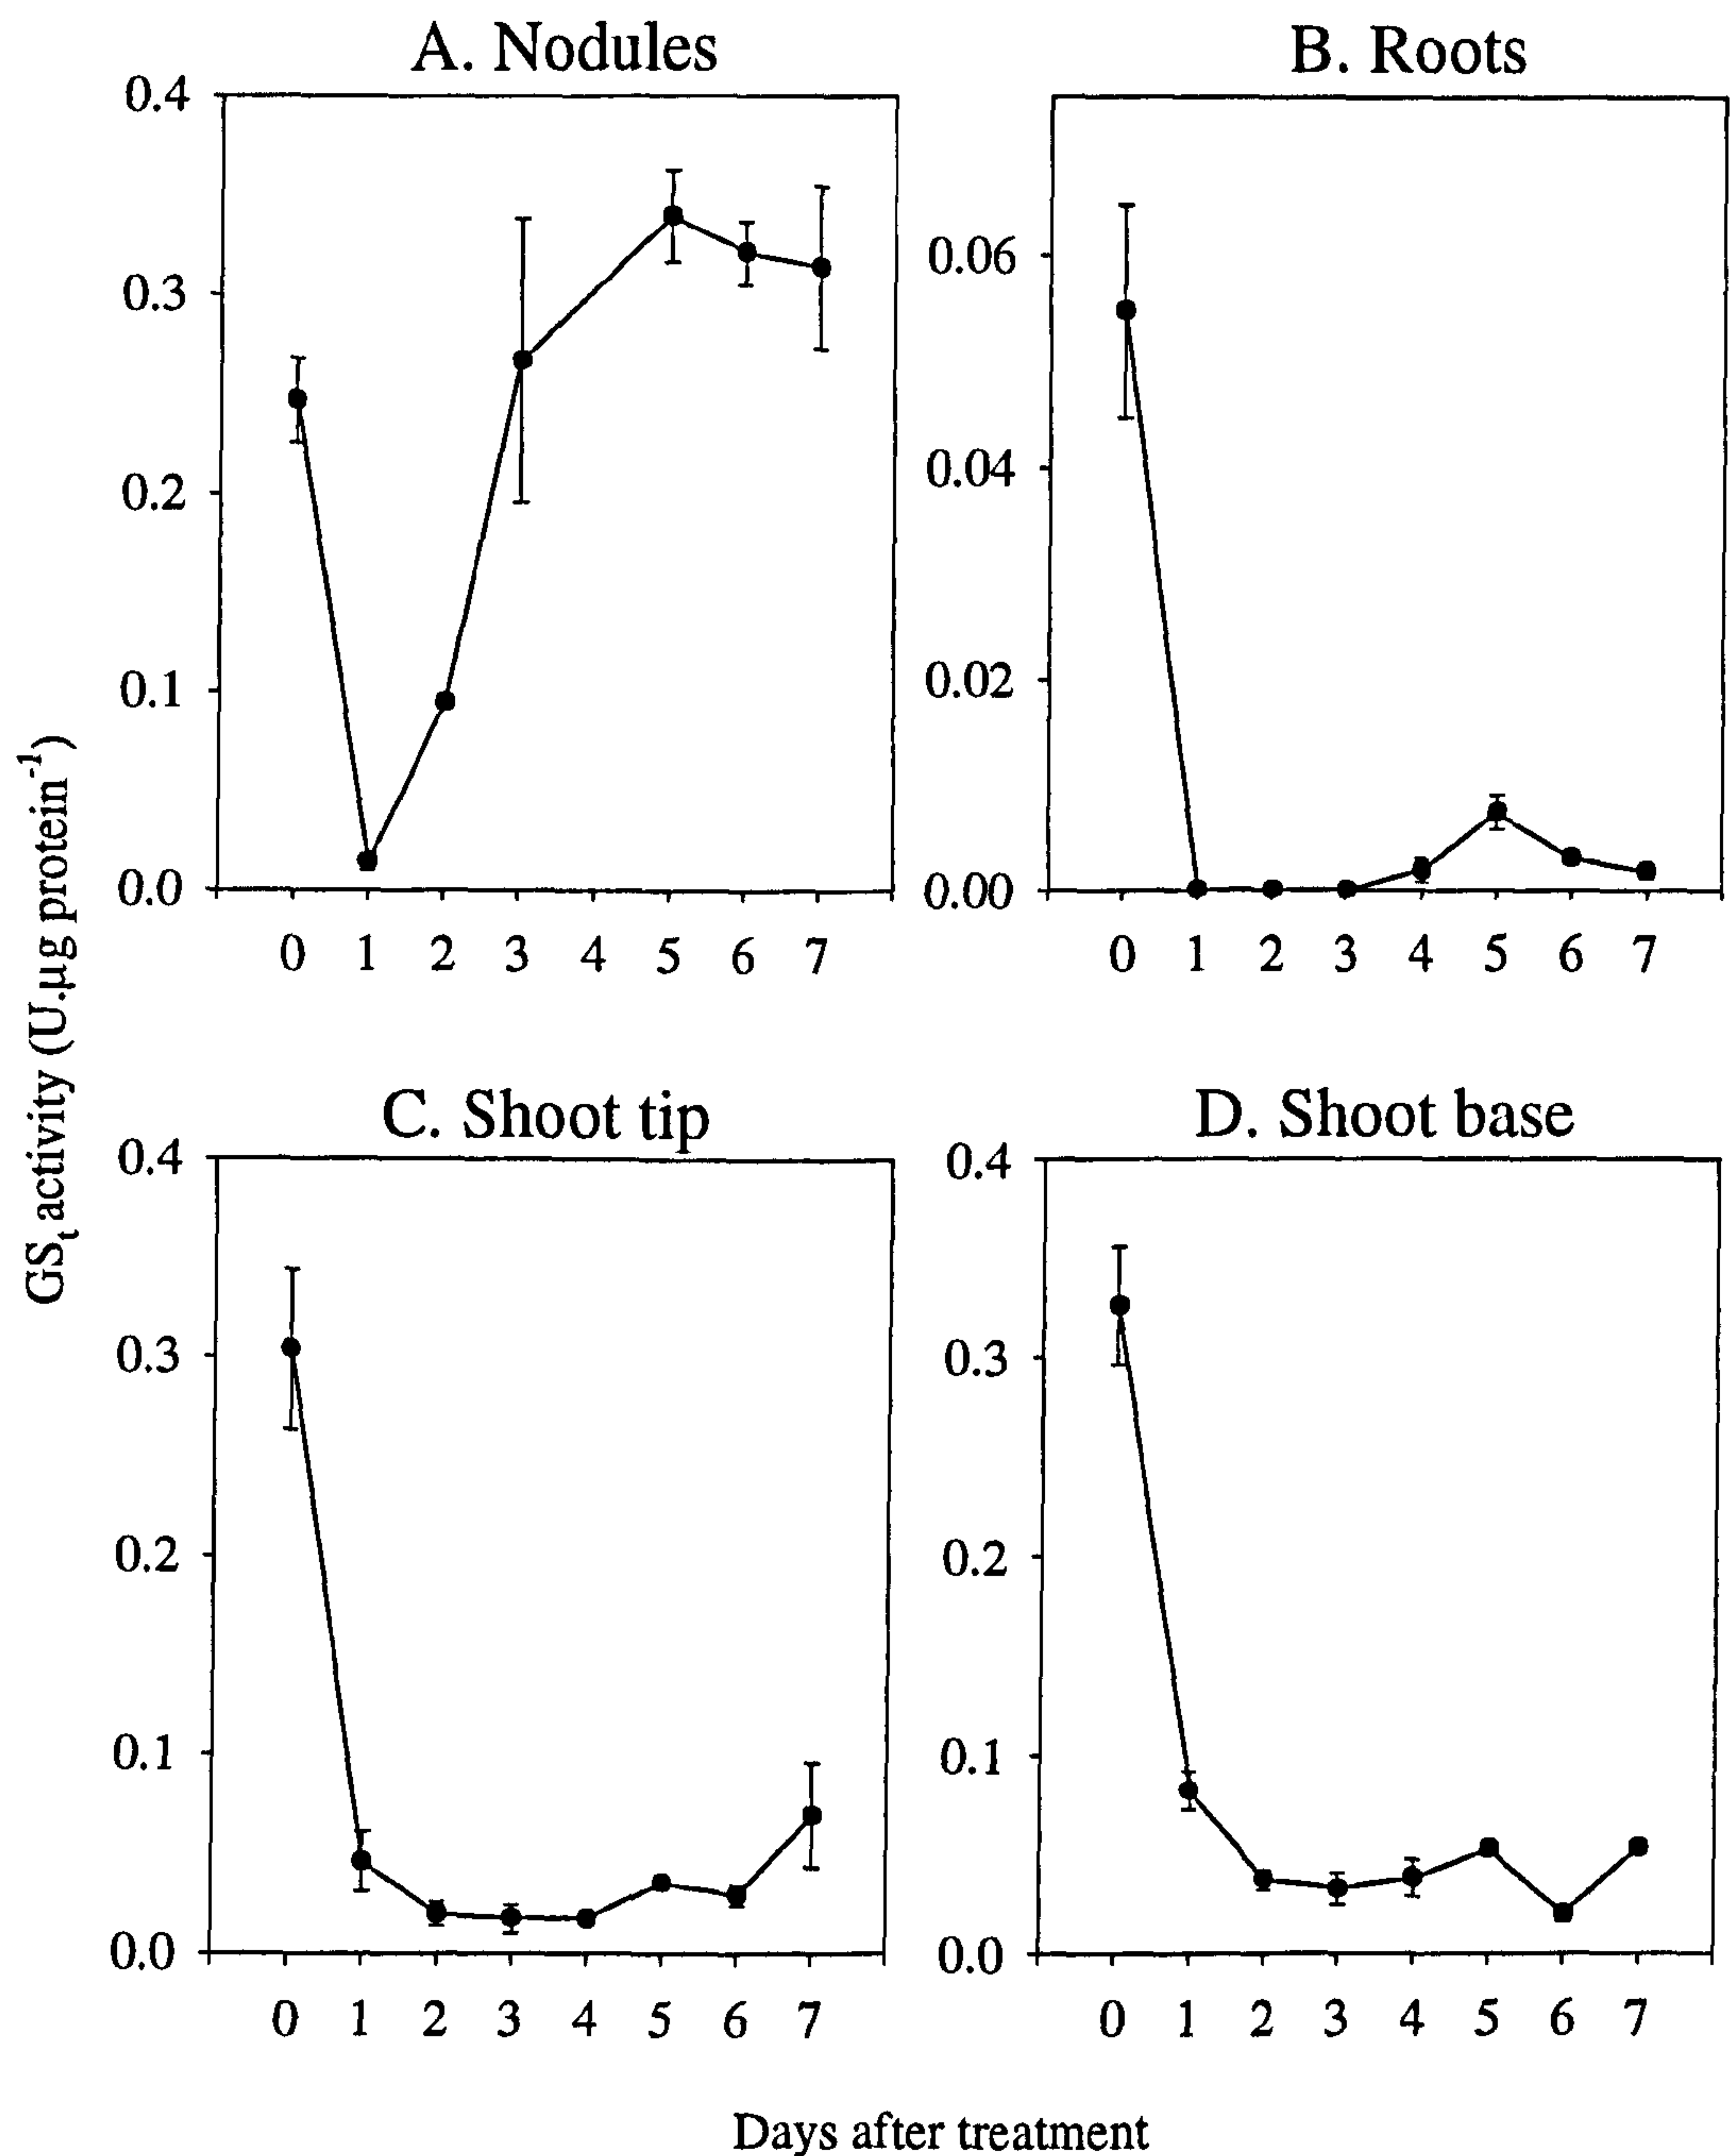 A. Nodules
B. Roots
0.4
0.3
0.2
0.1
0.0
0 1 2 3 4 5 6 7
0.06
0.04
0.02
0.00
0 1 2 3 4 5 6 7
GSt activity (U.µg protein-1)
C. Shoot tip
D. Shoot base
0.4
0.3
0.2
0.1
0.0
0 1 2 3 4 5 6 7
0.4
0.3
0.2
0.1
0.0
0 1 2 3 4 5 6 7
Days after treatment